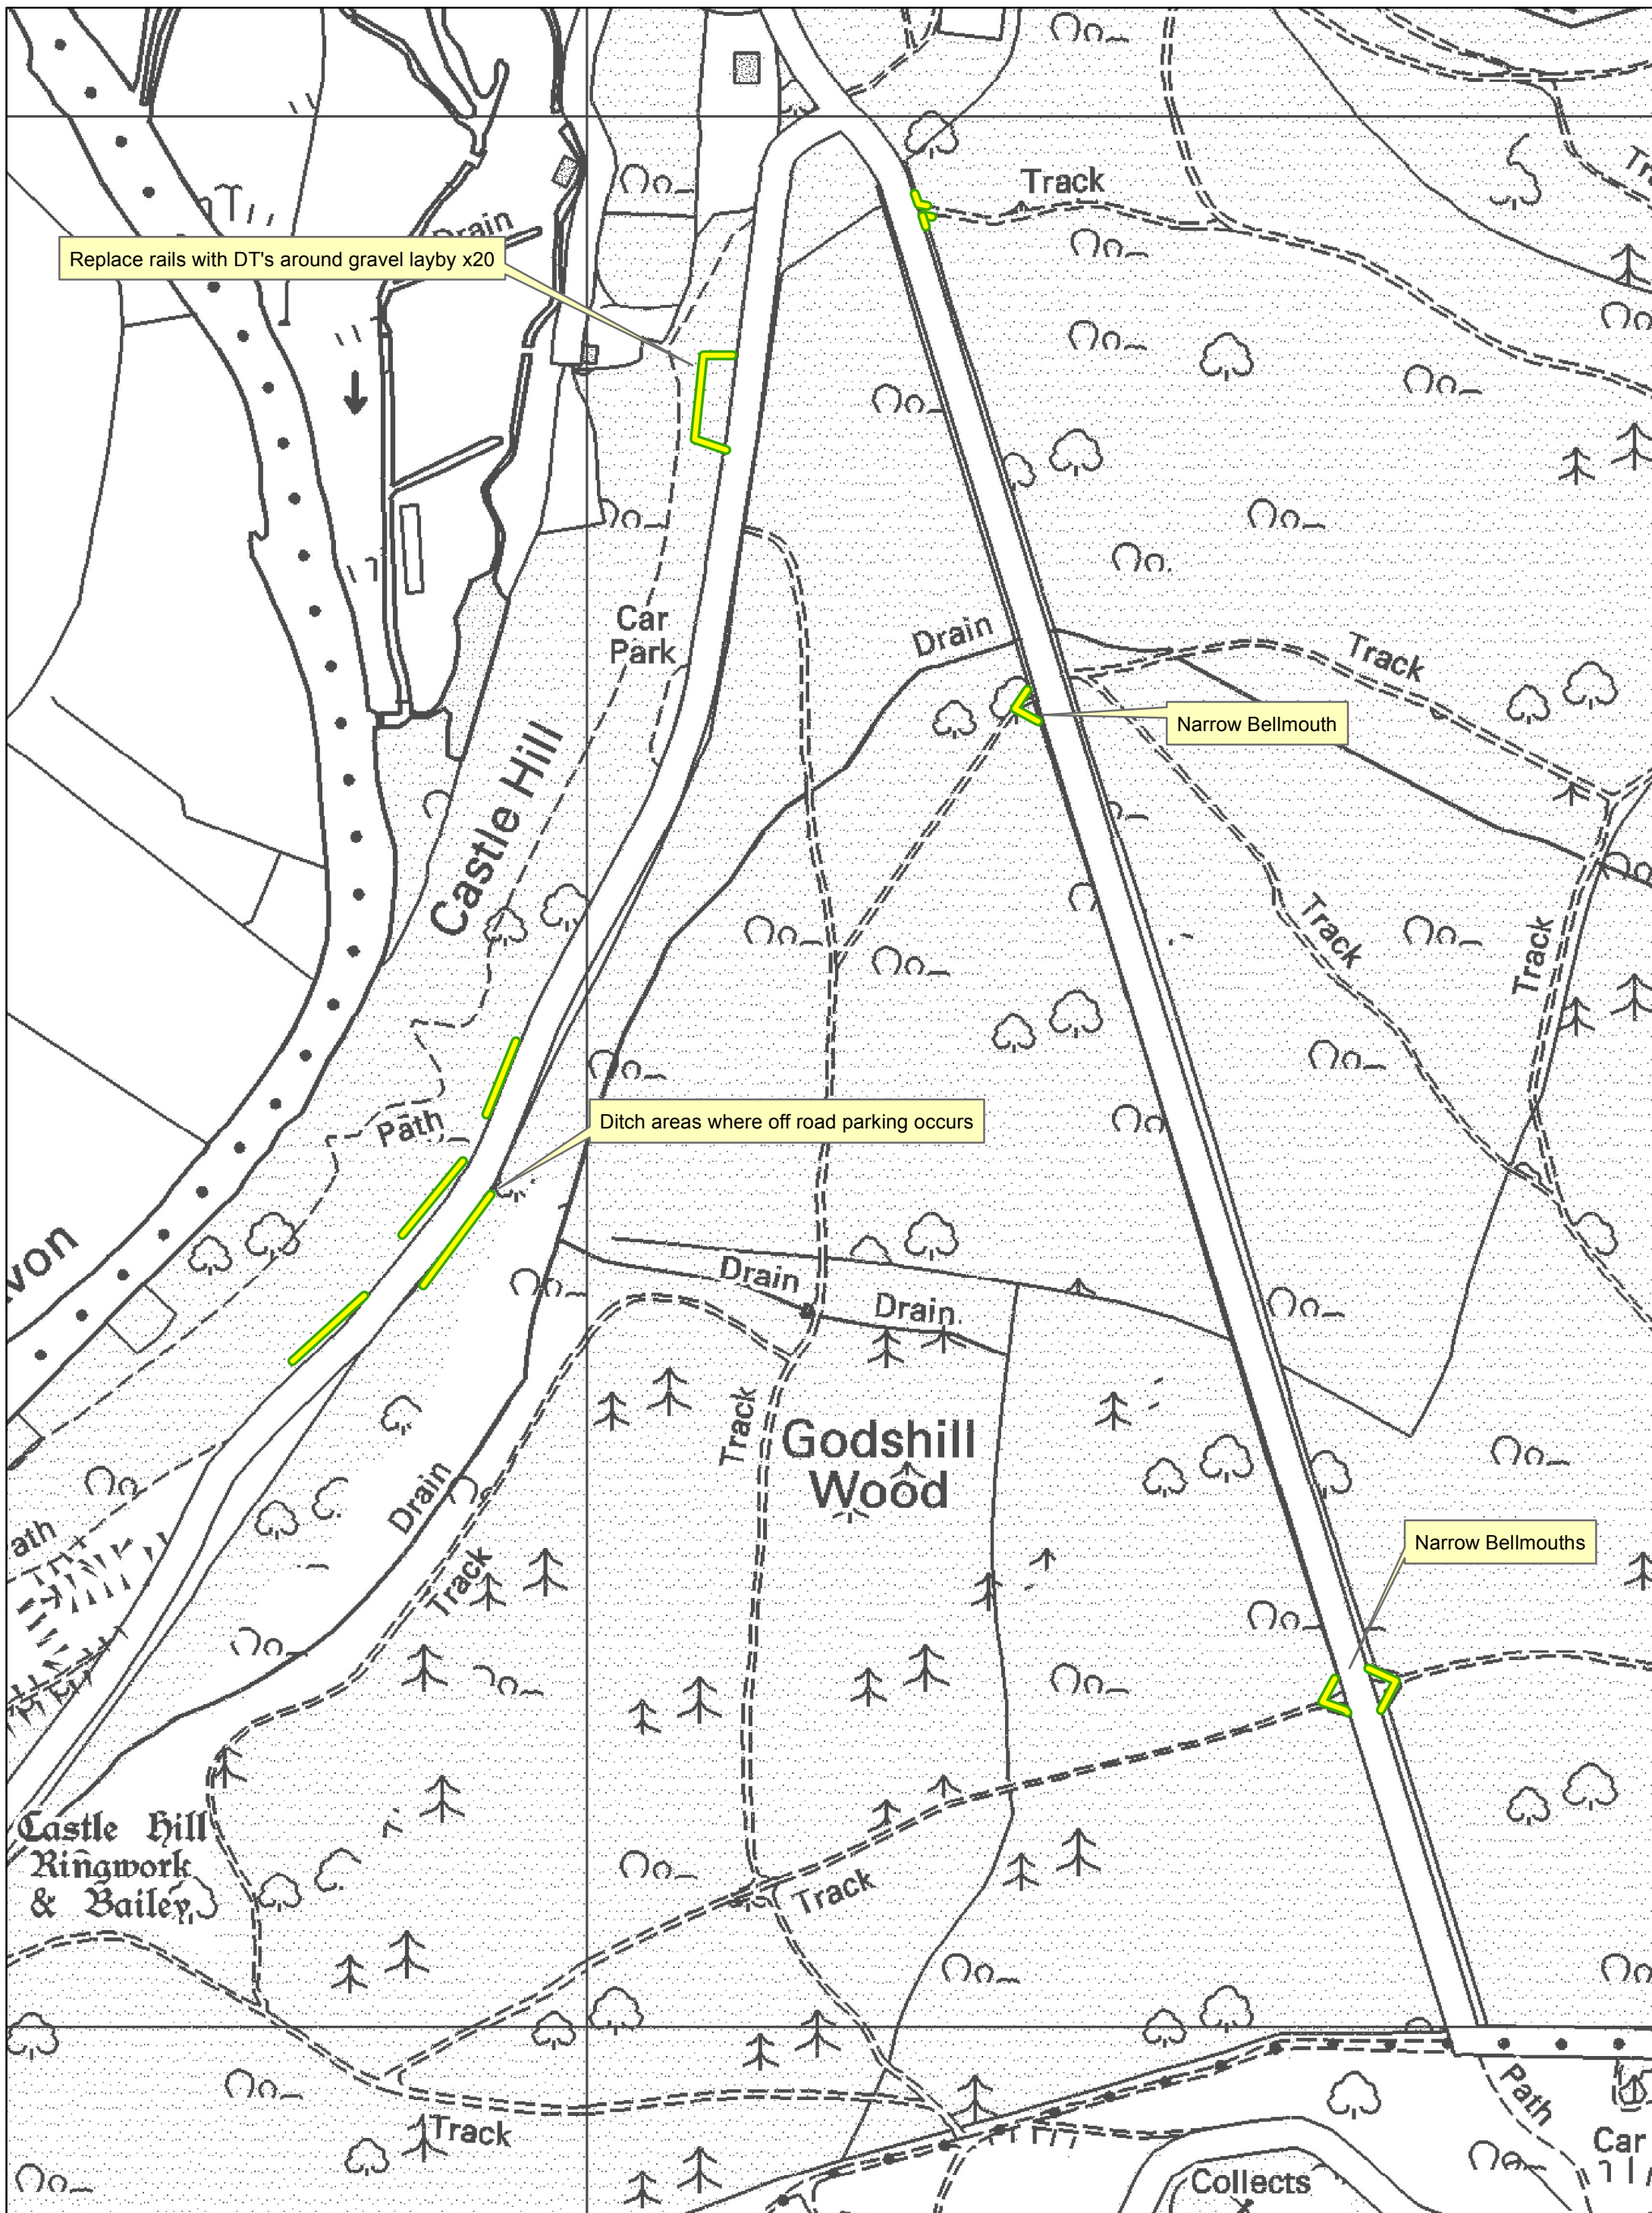 Track
Drain
Replace rails with DT's around gravel layby x20
Car
Park
Drain
Track
Narrow Bellmouth
Castle Hill
Track
Track
Path
Ditch areas where off road parking occurs
Drain
Drain
Track
Godshill
Wood
Drain
Track
Narrow Bellmouths
Castle Hill
Ringwork
& Bailey
Track
Track
Path
Car
Collects